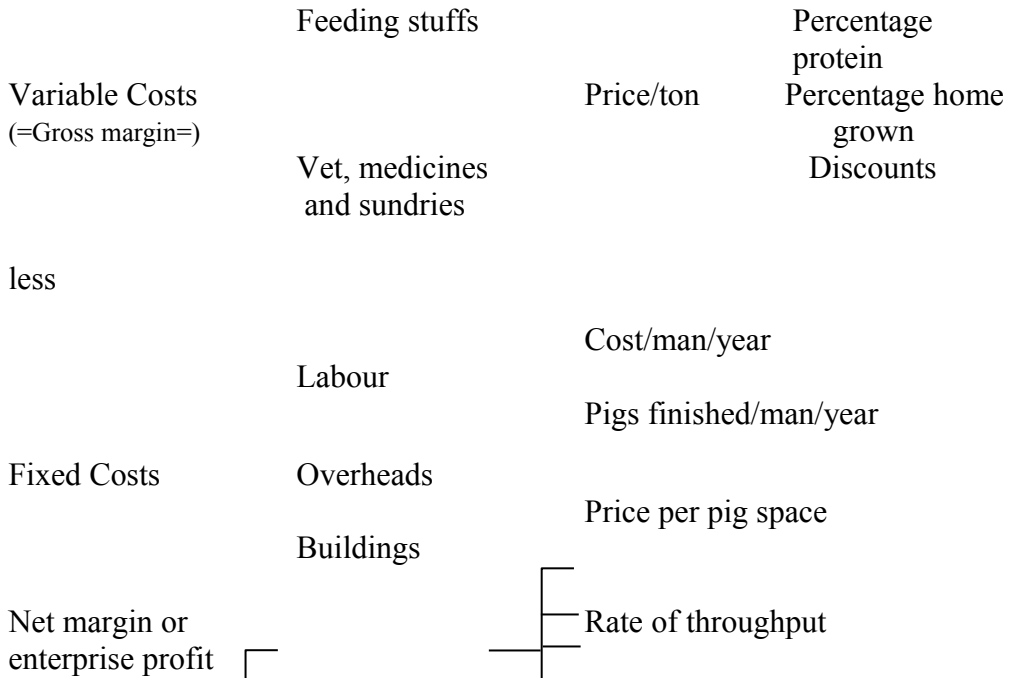 Feeding stuffs
Percentage
protein
Variable Costs
Price/ton
Percentage home
(=Gross margin=)
grown
Vet, medicines
Discounts
and sundries
less
Cost/man/year
Labour
Pigs finished/man/year
Fixed Costs
Overheads
Price per pig space
Buildings
Net margin or
Rate of throughput
enterprise profit